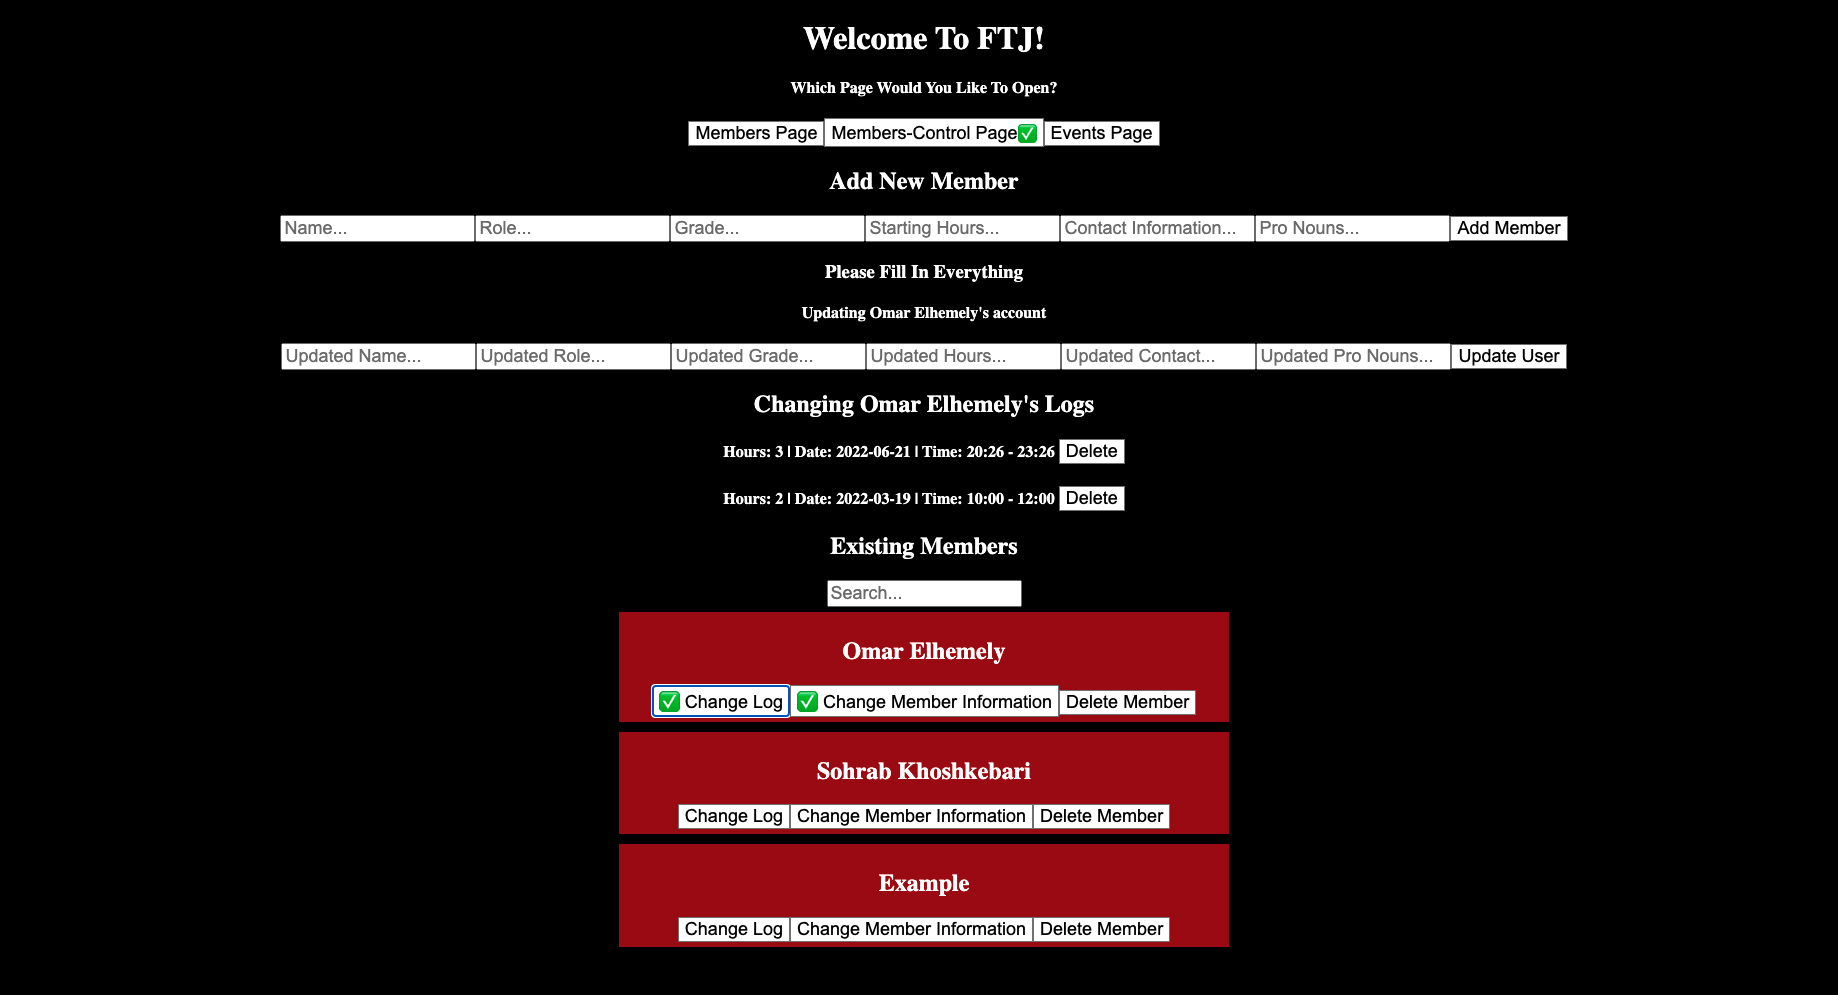 Welcome To FTJ!
Which Page Would You Like To Open?
Members Page Members-Control Page✅ Events Page
Add New Member
Name... Role... Grade... Starting Hours... Contact Information... Pro Nouns... Add Member
Please Fill In Everything
Updating Omar Elhemely's account
Updated Name... Updated Role... Updated Grade... Updated Hours... Updated Contact... Updated Pro Nouns... Update User
Changing Omar Elhemely's Logs
Hours: 3 | Date: 2022-06-21 | Time: 20:26 - 23:26 Delete
Hours: 2 | Date: 2022-03-19 | Time: 10:00 - 12:00 Delete
Existing Members
Search...
Omar Elhemely
✅ Change Log ✅ Change Member Information Delete Member
Sohrab Khoshkebari
Change Log Change Member Information Delete Member
Example
Change Log Change Member Information Delete Member